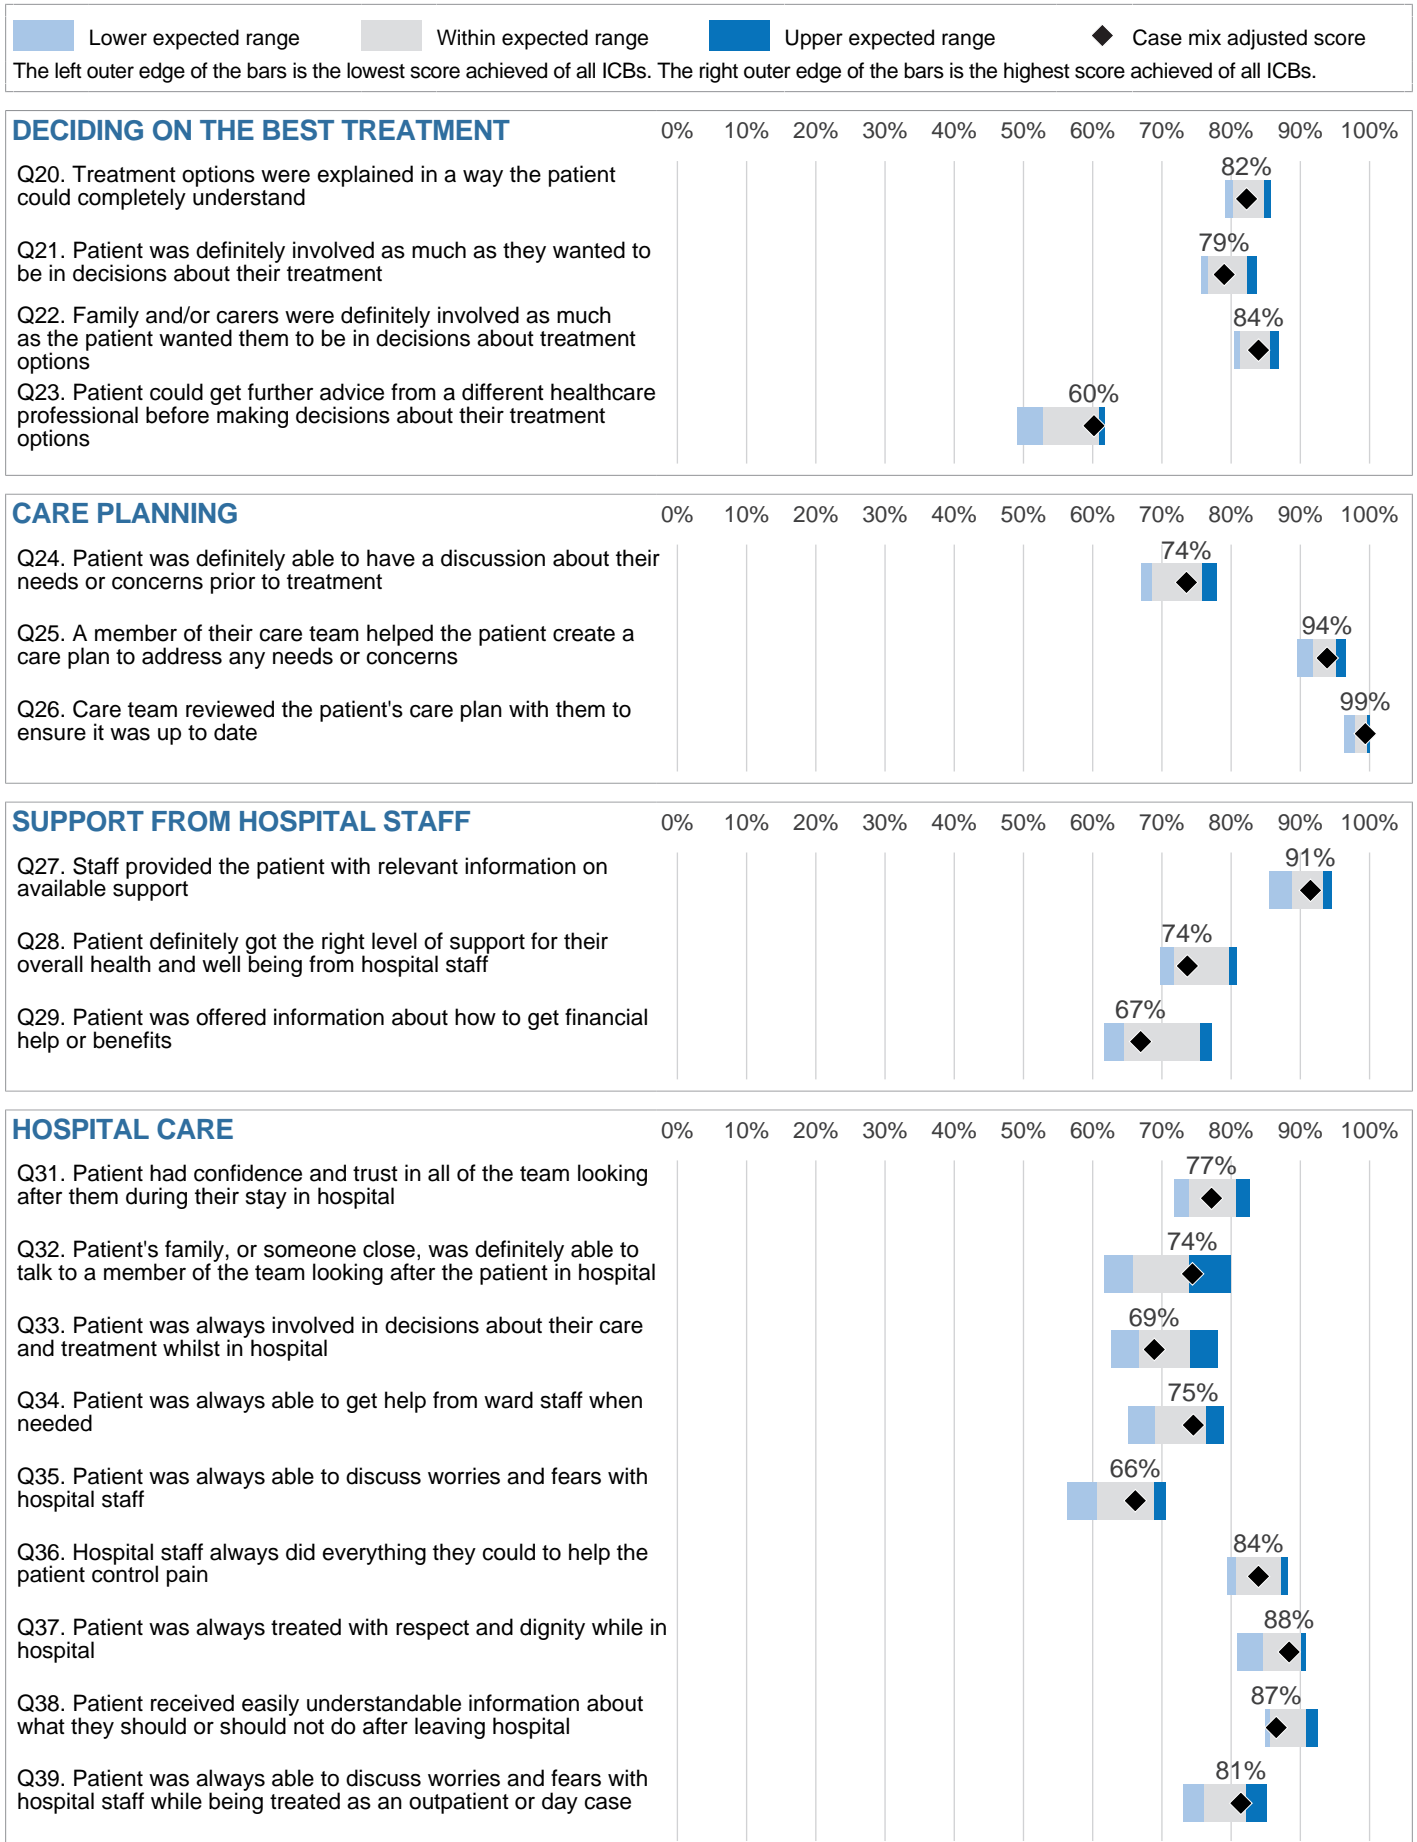 Lower expected range Within expected range Upper expected range Case mix adjusted score
The left outer edge of the bars is the lowest score achieved of all ICBs. The right outer edge of the bars is the highest score achieved of all ICBs.
DECIDING ON THE BEST TREATMENT 0% 10% 20% 30% 40% 50% 60% 70% 80% 90% 100%
Q20. Treatment options were explained in a way the patient
could completely understand
82%
Q21. Patient was definitely involved as much as they wanted to
be in decisions about their treatment
79%
Q22. Family and/or carers were definitely involved as much
as the patient wanted them to be in decisions about treatment
options
84%
Q23. Patient could get further advice from a different healthcare
professional before making decisions about their treatment
options
60%
CARE PLANNING 0% 10% 20% 30% 40% 50% 60% 70% 80% 90% 100%
Q24. Patient was definitely able to have a discussion about their
needs or concerns prior to treatment
74%
Q25. A member of their care team helped the patient create a
care plan to address any needs or concerns
94%
Q26. Care team reviewed the patient's care plan with them to
ensure it was up to date
99%
SUPPORT FROM HOSPITAL STAFF 0% 10% 20% 30% 40% 50% 60% 70% 80% 90% 100%
Q27. Staff provided the patient with relevant information on
available support
91%
Q28. Patient definitely got the right level of support for their
overall health and well being from hospital staff
74%
Q29. Patient was offered information about how to get financial
help or benefits
67%
HOSPITAL CARE 0% 10% 20% 30% 40% 50% 60% 70% 80% 90% 100%
Q31. Patient had confidence and trust in all of the team looking
after them during their stay in hospital
77%
Q32. Patient's family, or someone close, was definitely able to
talk to a member of the team looking after the patient in hospital
74%
Q33. Patient was always involved in decisions about their care
and treatment whilst in hospital
69%
Q34. Patient was always able to get help from ward staff when
needed
75%
Q35. Patient was always able to discuss worries and fears with
hospital staff
66%
Q36. Hospital staff always did everything they could to help the
patient control pain
84%
Q37. Patient was always treated with respect and dignity while in
hospital
88%
Q38. Patient received easily understandable information about
what they should or should not do after leaving hospital
87%
Q39. Patient was always able to discuss worries and fears with
hospital staff while being treated as an outpatient or day case
81%